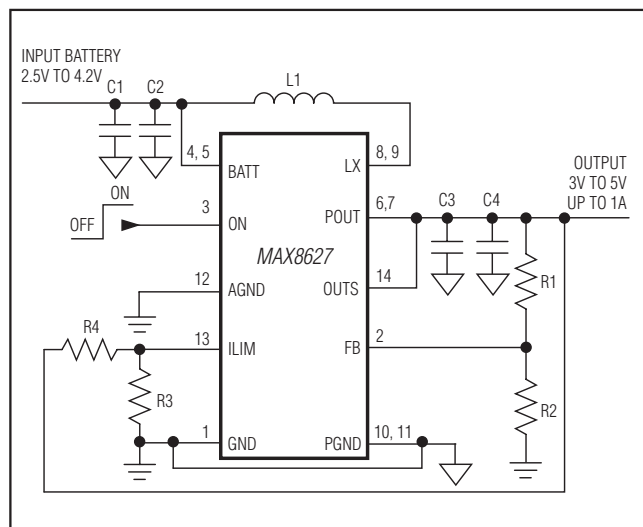 INPUT BATTERY
2.5V TO 4.2V
C1
C2
L1
4, 5
BATT
8, 9
LX
OUTPUT
3V TO 5V
UP TO 1A
ON
OFF
3
ON
6,7
POUT
C3
C4
MAX8627
12
AGND
14
OUTS
R1
R4
13
ILIM
2
FB
R3
R2
1
GND
10, 11
PGND